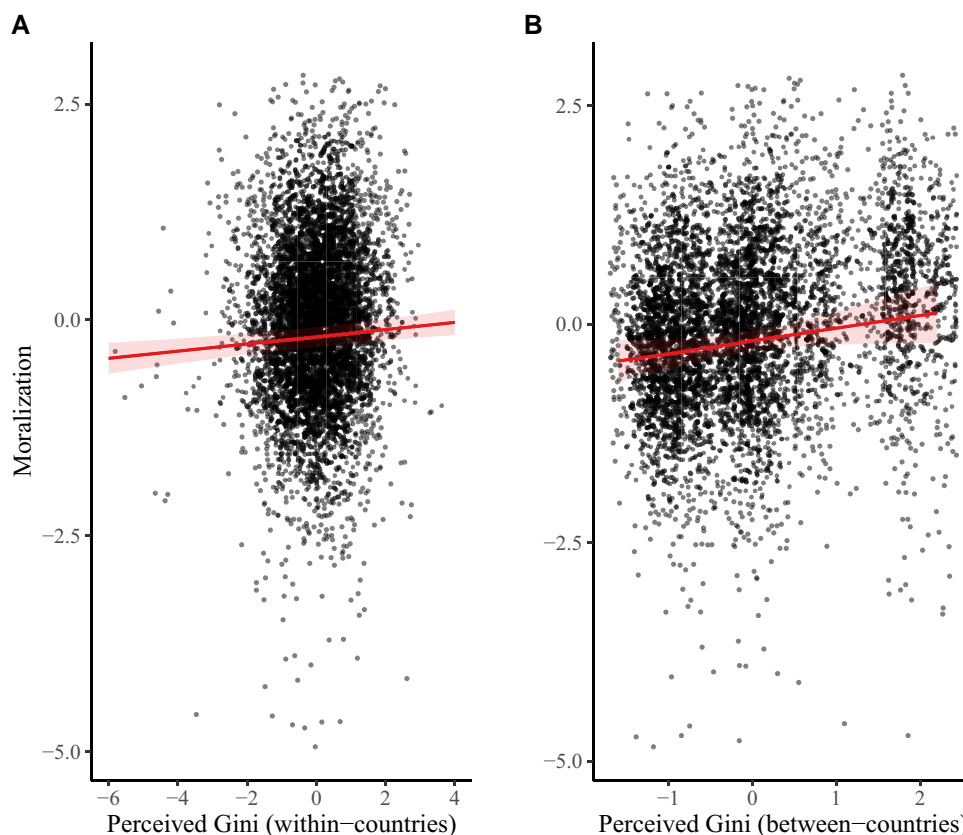 A
B
2.5
0.0
−2.5
−5.0
Moralization
−6 −4 −2 0 2 4
Perceived Gini (within−countries)
2.5
0.0
−2.5
−5.0
−1 0 1 2
Perceived Gini (between−countries)